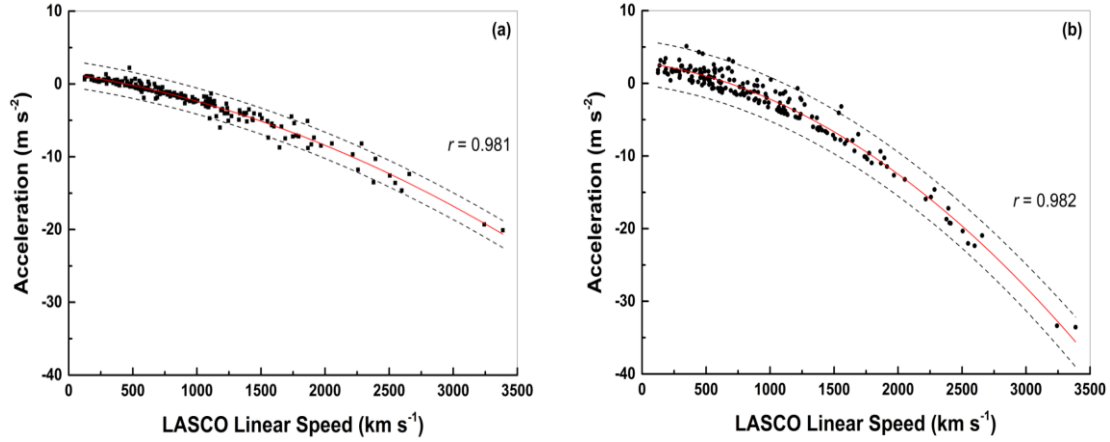 10
0
-10
-20
-30
-40
Acceleration (m s⁻²)
(a)
r = 0.981
0 500 1000 1500 2000 2500 3000 3500
LASCO Linear Speed (km s⁻¹)
10
0
-10
-20
-30
-40
Acceleration (m s⁻²)
(b)
r = 0.982
0 500 1000 1500 2000 2500 3000 3500
LASCO Linear Speed (km s⁻¹)